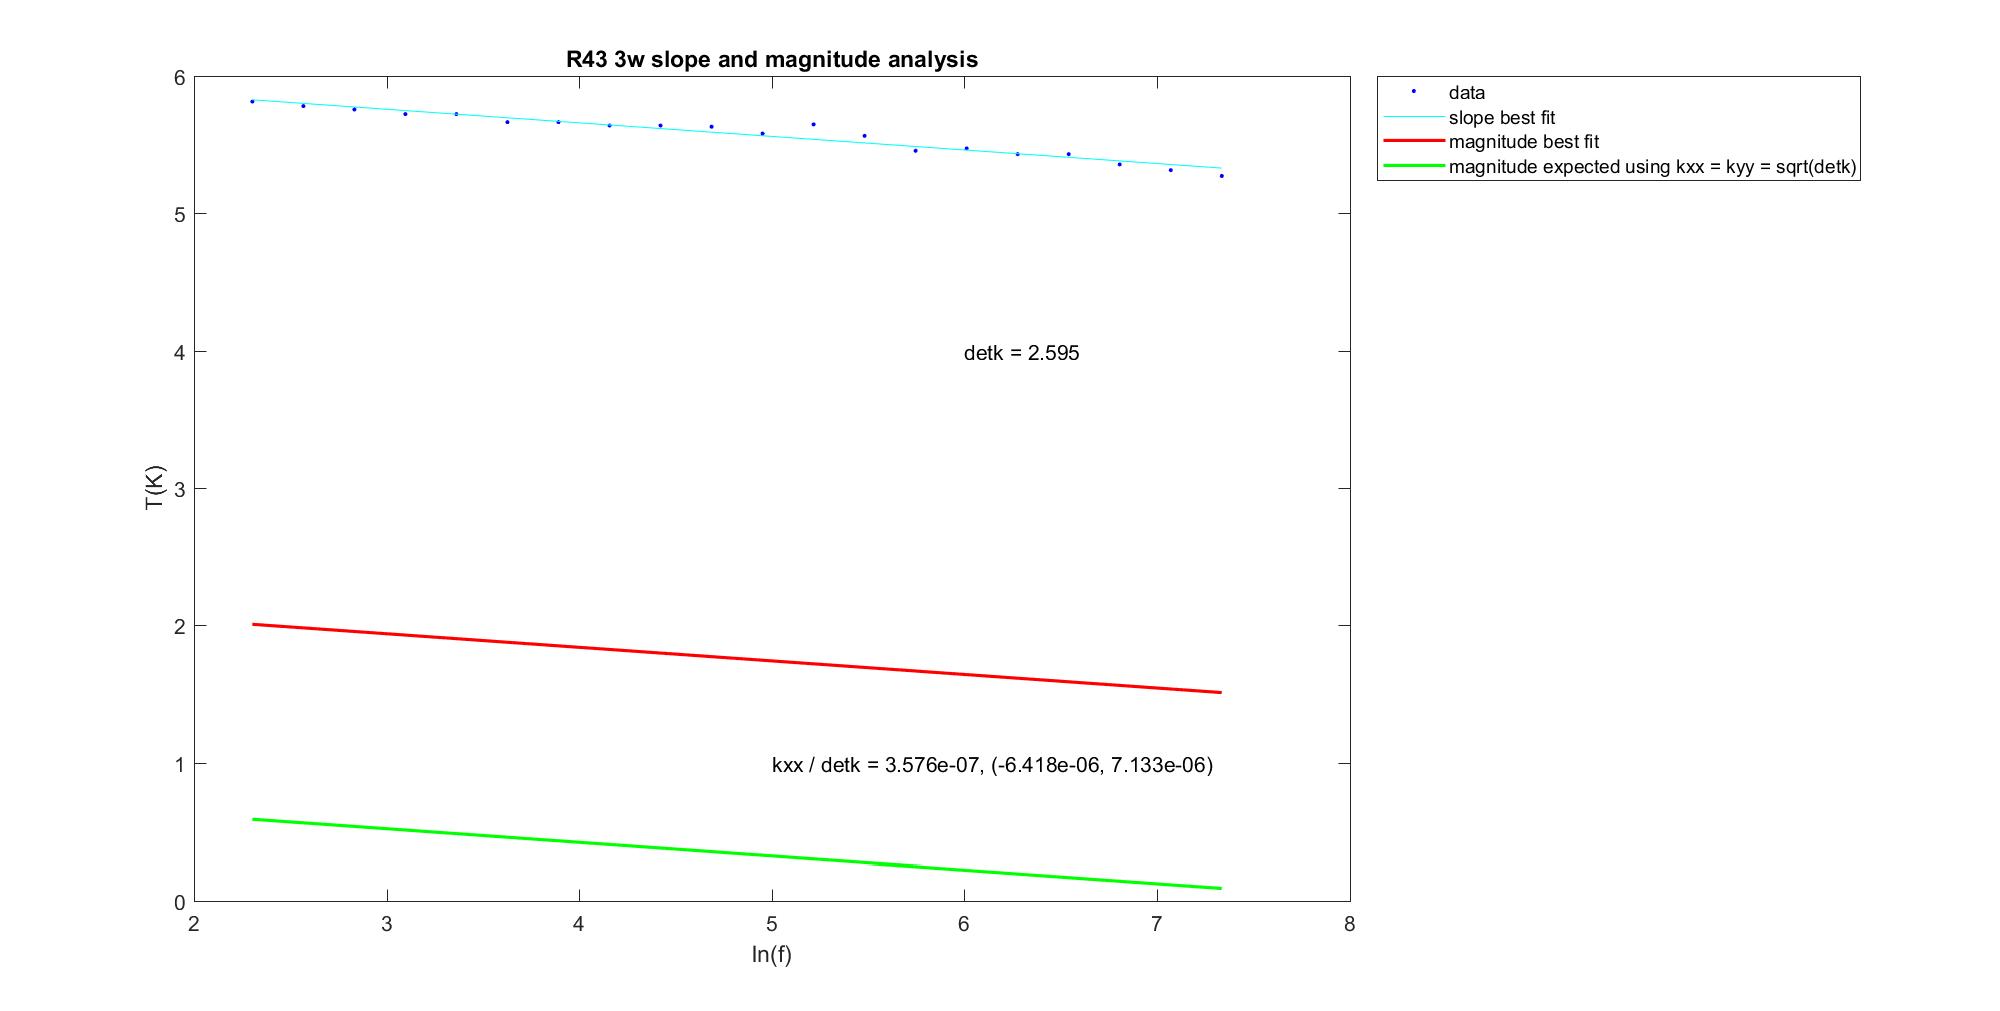 R43 3w slope and magnitude analysis
6
5
4
3
2
1
0
T(K)
2 3 4 5 6 7 8
ln(f)
detk = 2.595
kxx / detk = 3.576e-07, (-6.418e-06, 7.133e-06)
data
slope best fit
magnitude best fit
magnitude expected using kxx = kyy = sqrt(detk)